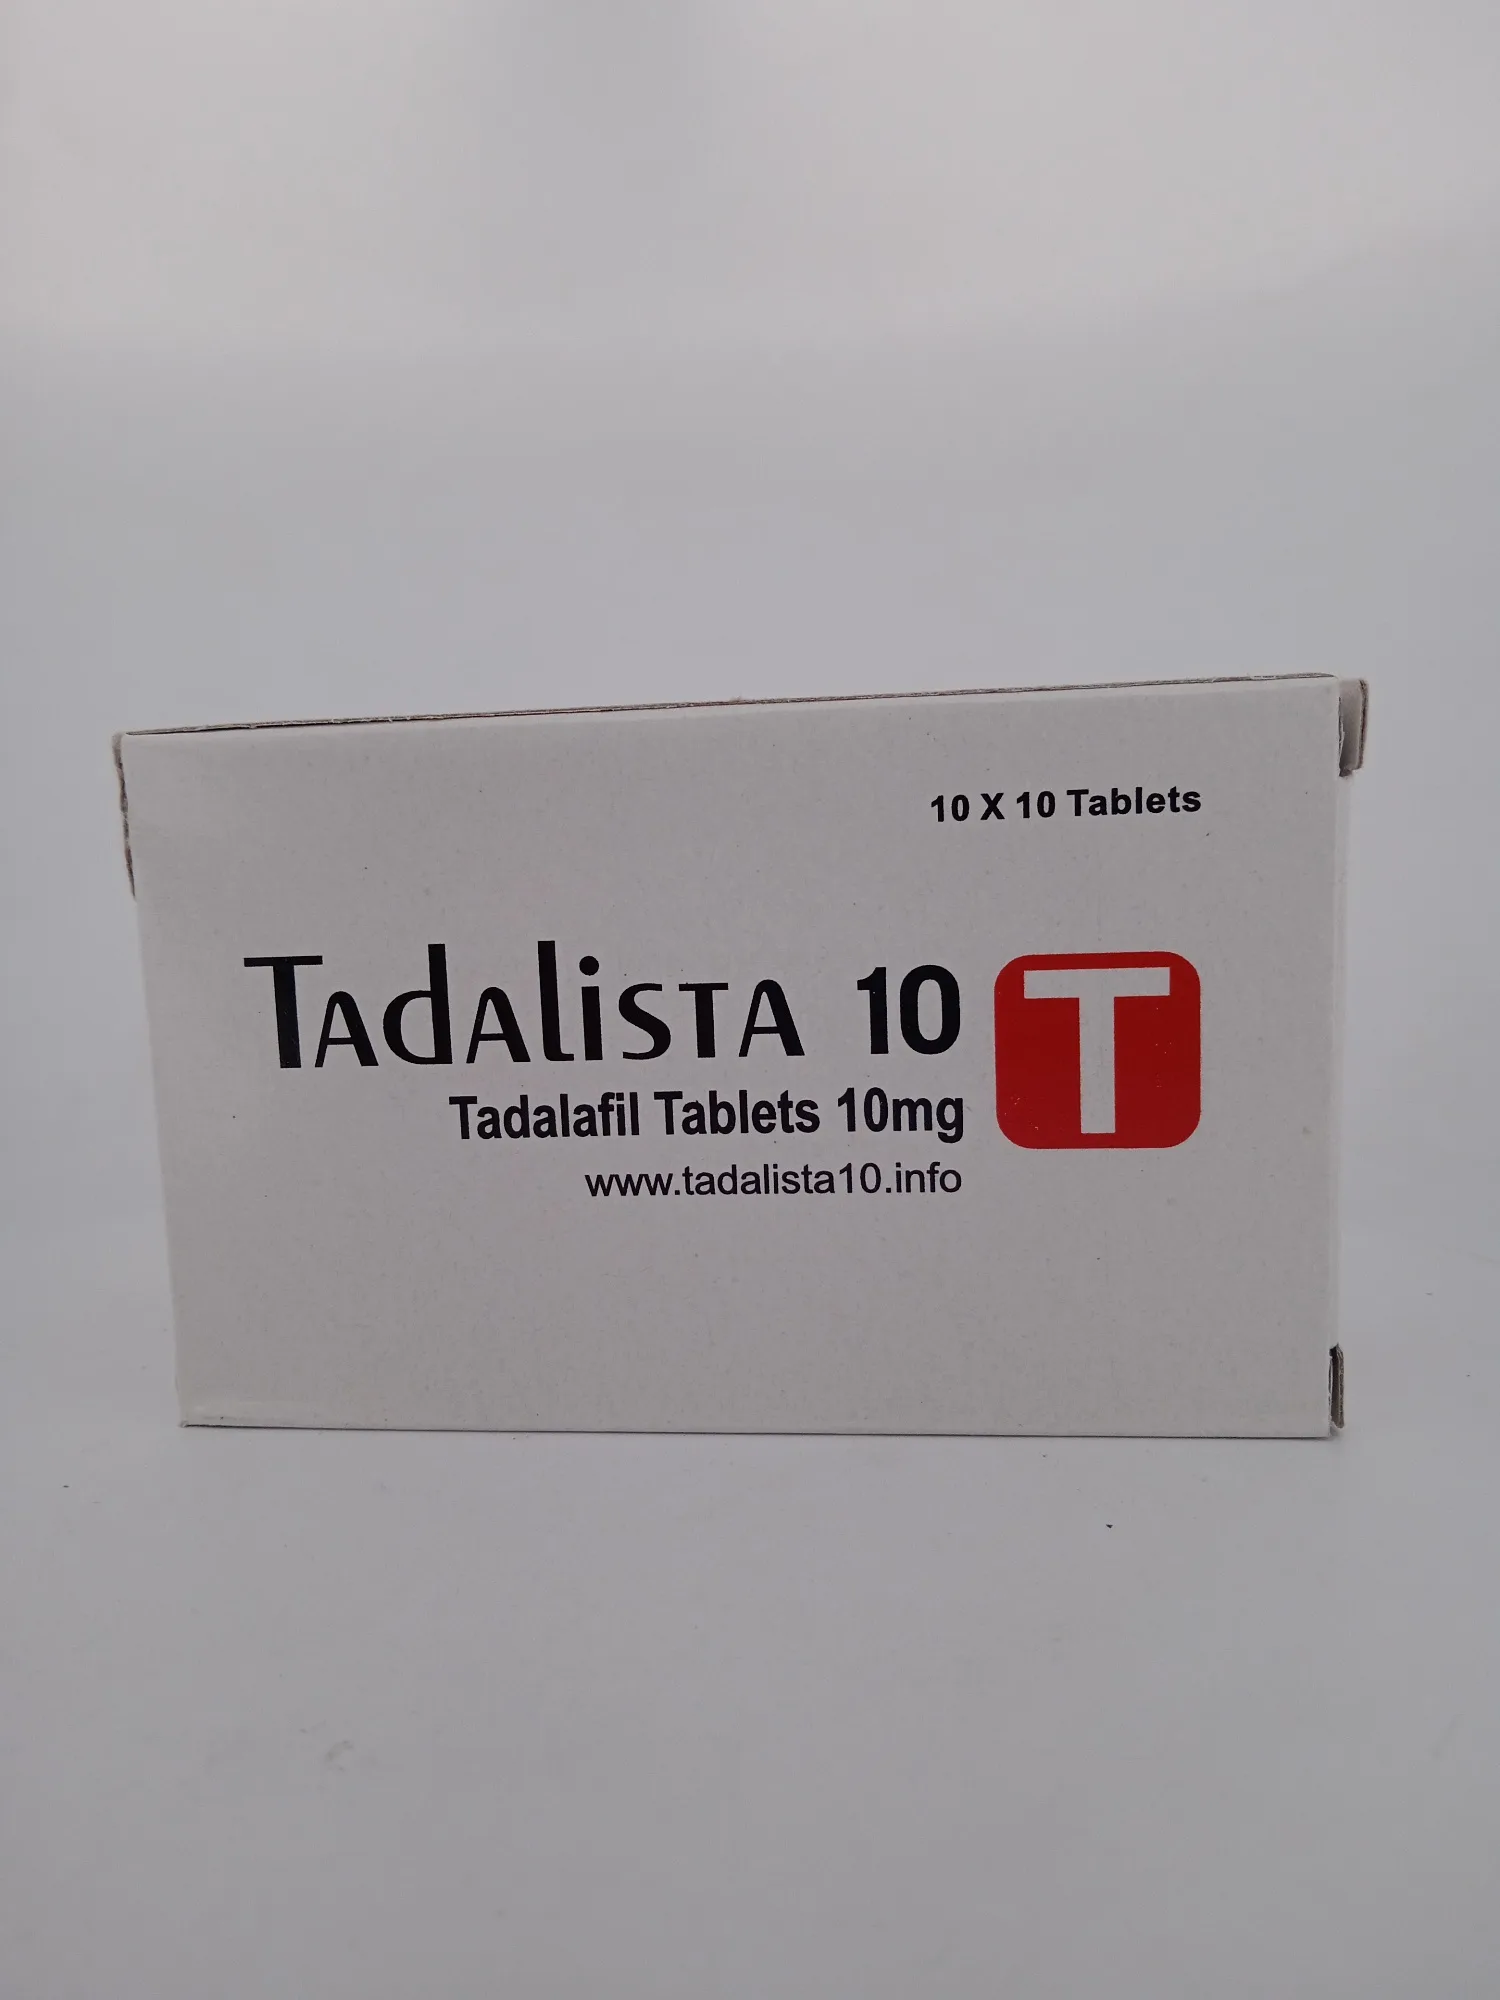 10 X 10 Tablets
Tadalista 10
T
Tadalafil Tablets 10mg
www.tadalista10.info